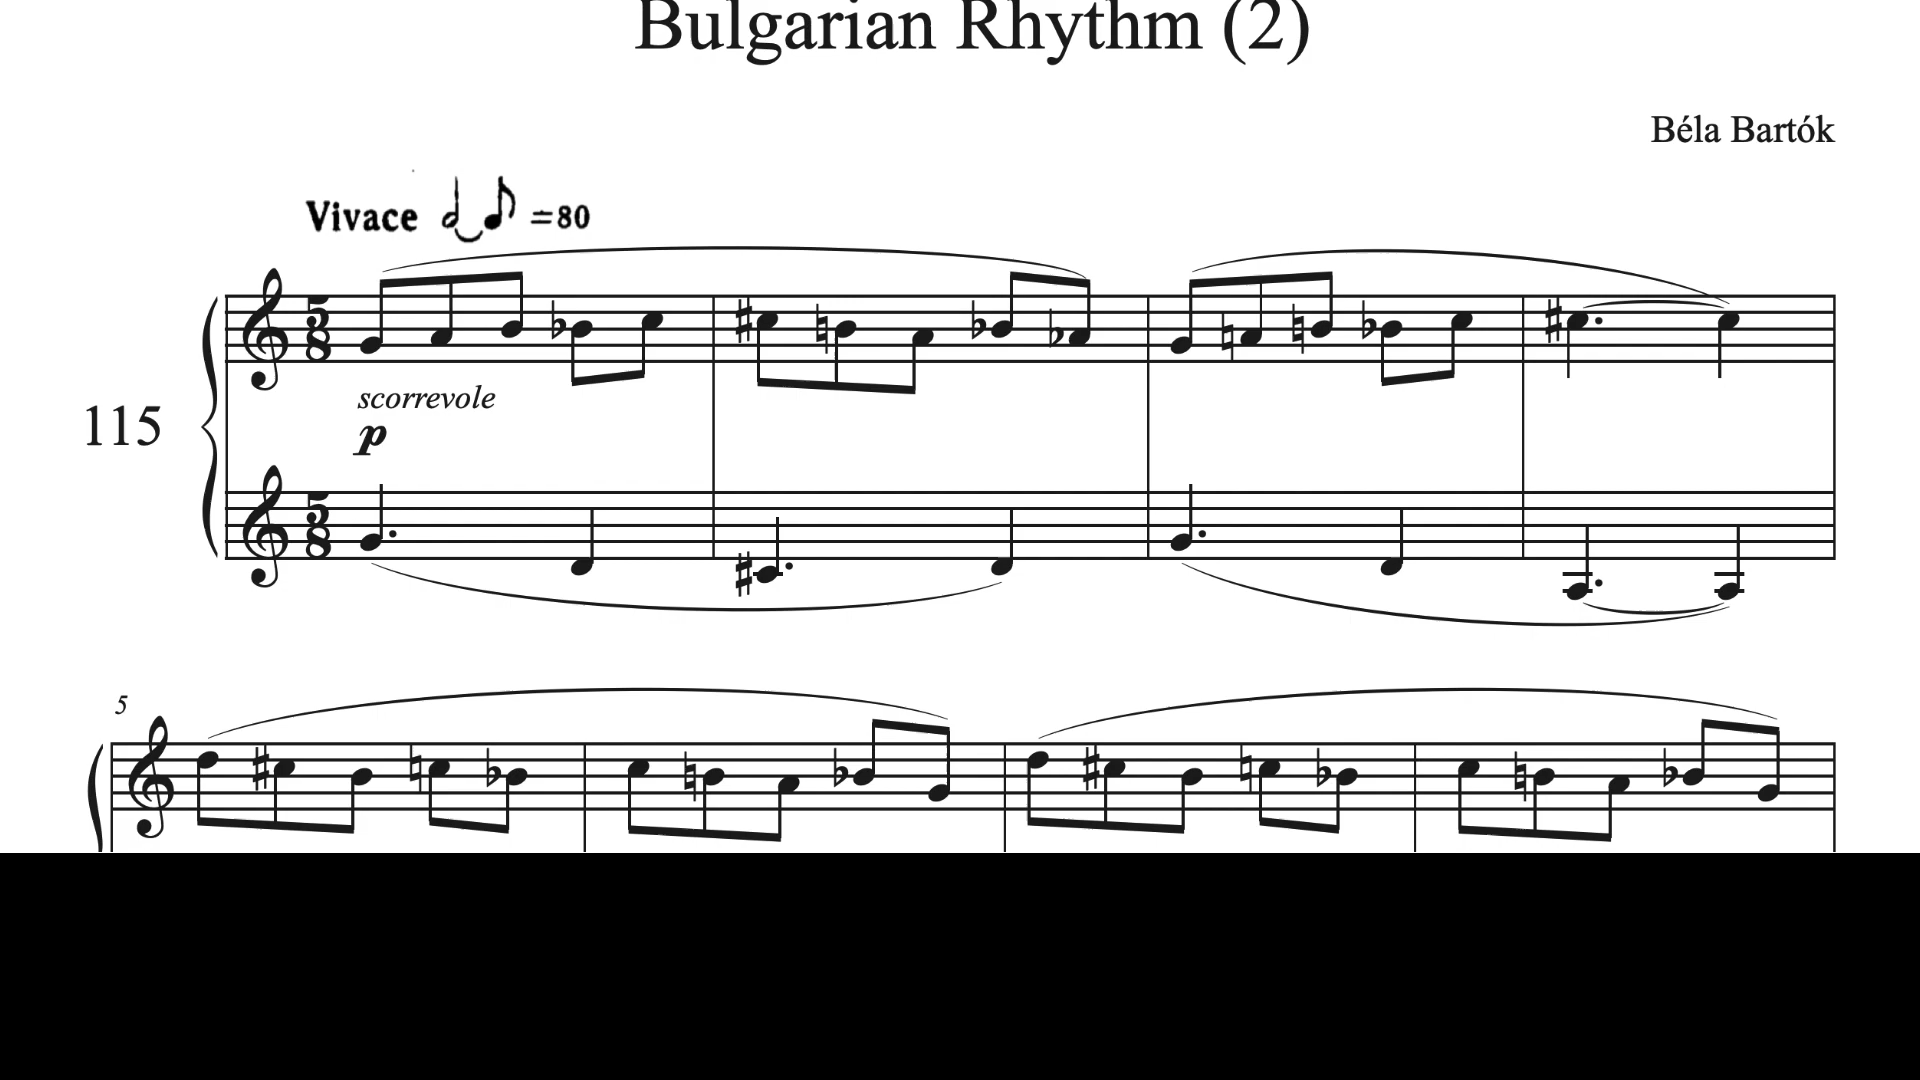 Bulgarian Rhythm (2)
Béla Bartók
Vivace =80
5
8
scorrevole
115
p
5
8
5